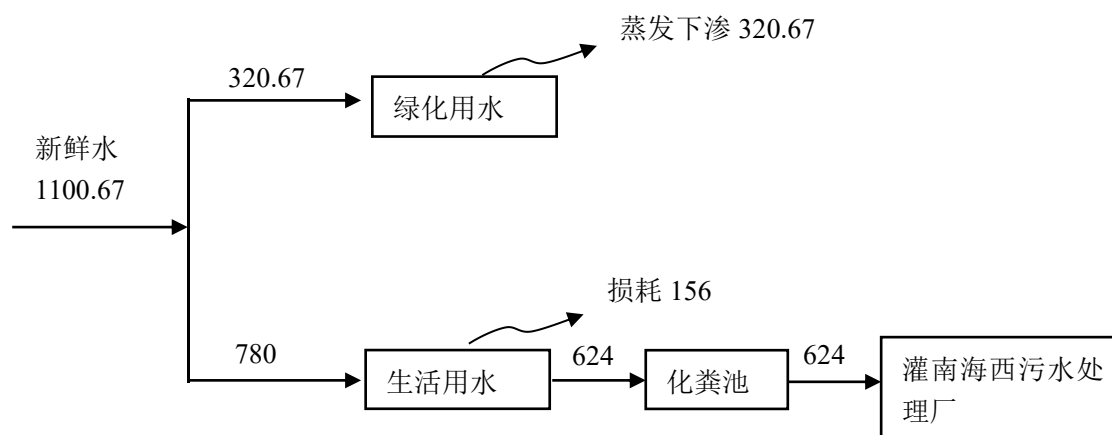 蒸发下渗 320.67
320.67
绿化用水
新鲜水
1100.67
损耗 156
780
生活用水
624
化粪池
624
灌南海西污水处
理厂